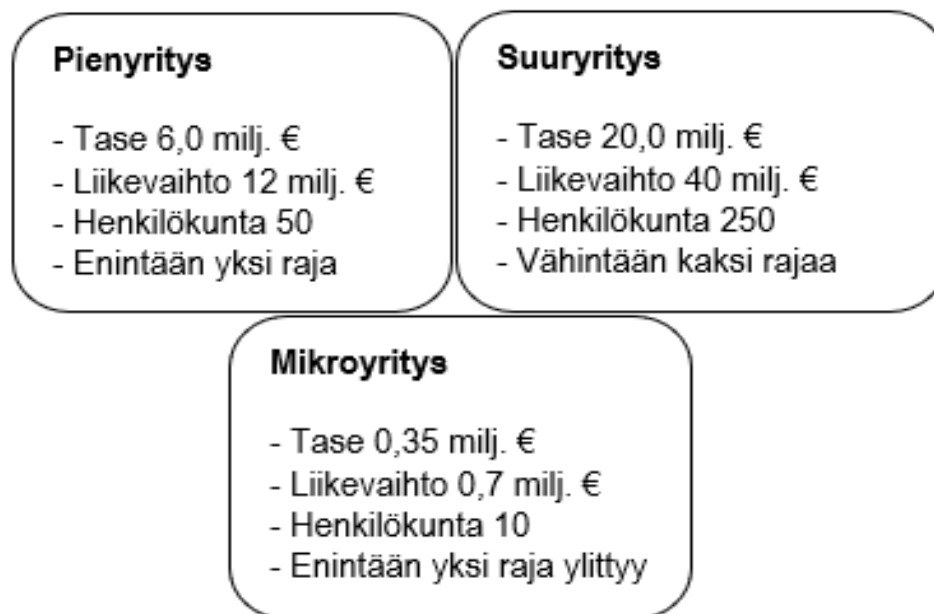 Pienyritys
- Tase 6,0 milj. €
- Liikevaihto 12 milj. €
- Henkilökunta 50
- Enintään yksi raja
Suuryritys
- Tase 20,0 milj. €
- Liikevaihto 40 milj. €
- Henkilökunta 250
- Vähintään kaksi rajaa
Mikroyritys
- Tase 0,35 milj. €
- Liikevaihto 0,7 milj. €
- Henkilökunta 10
- Enintään yksi raja ylittyy